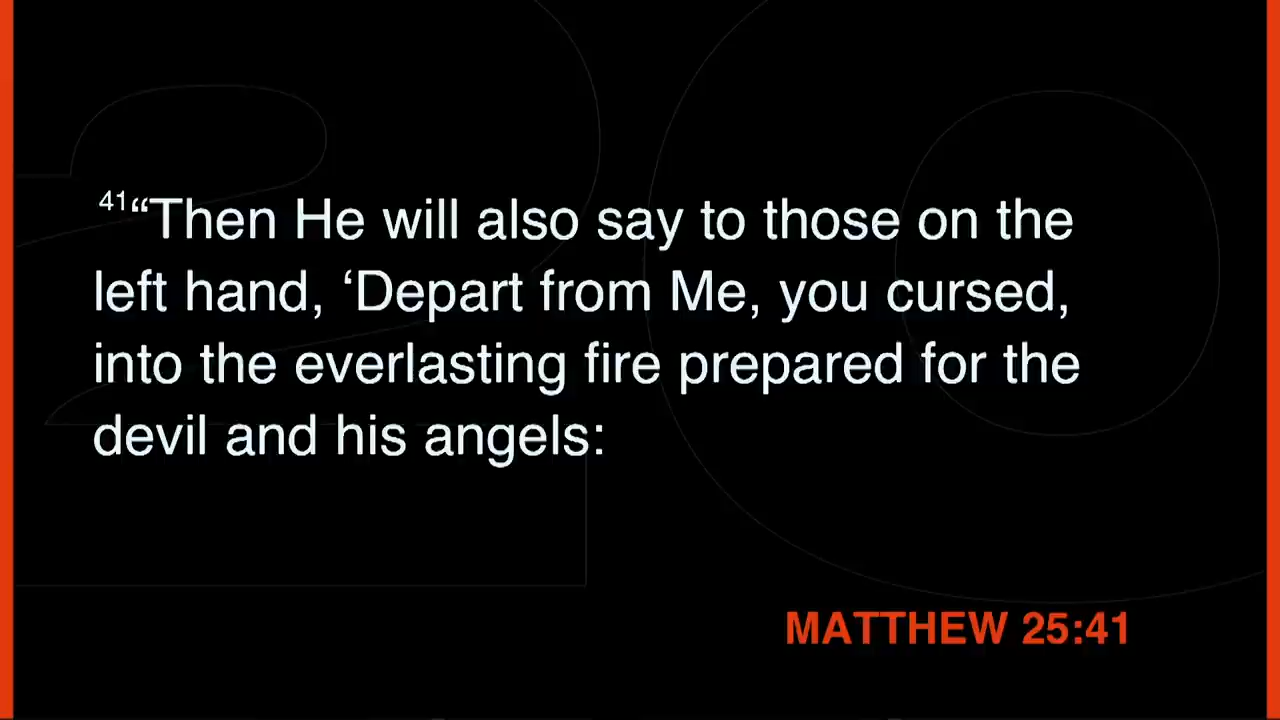 41“Then He will also say to those on the
left hand, ‘Depart from Me, you cursed,
into the everlasting fire prepared for the
devil and his angels:
MATTHEW 25:41
20